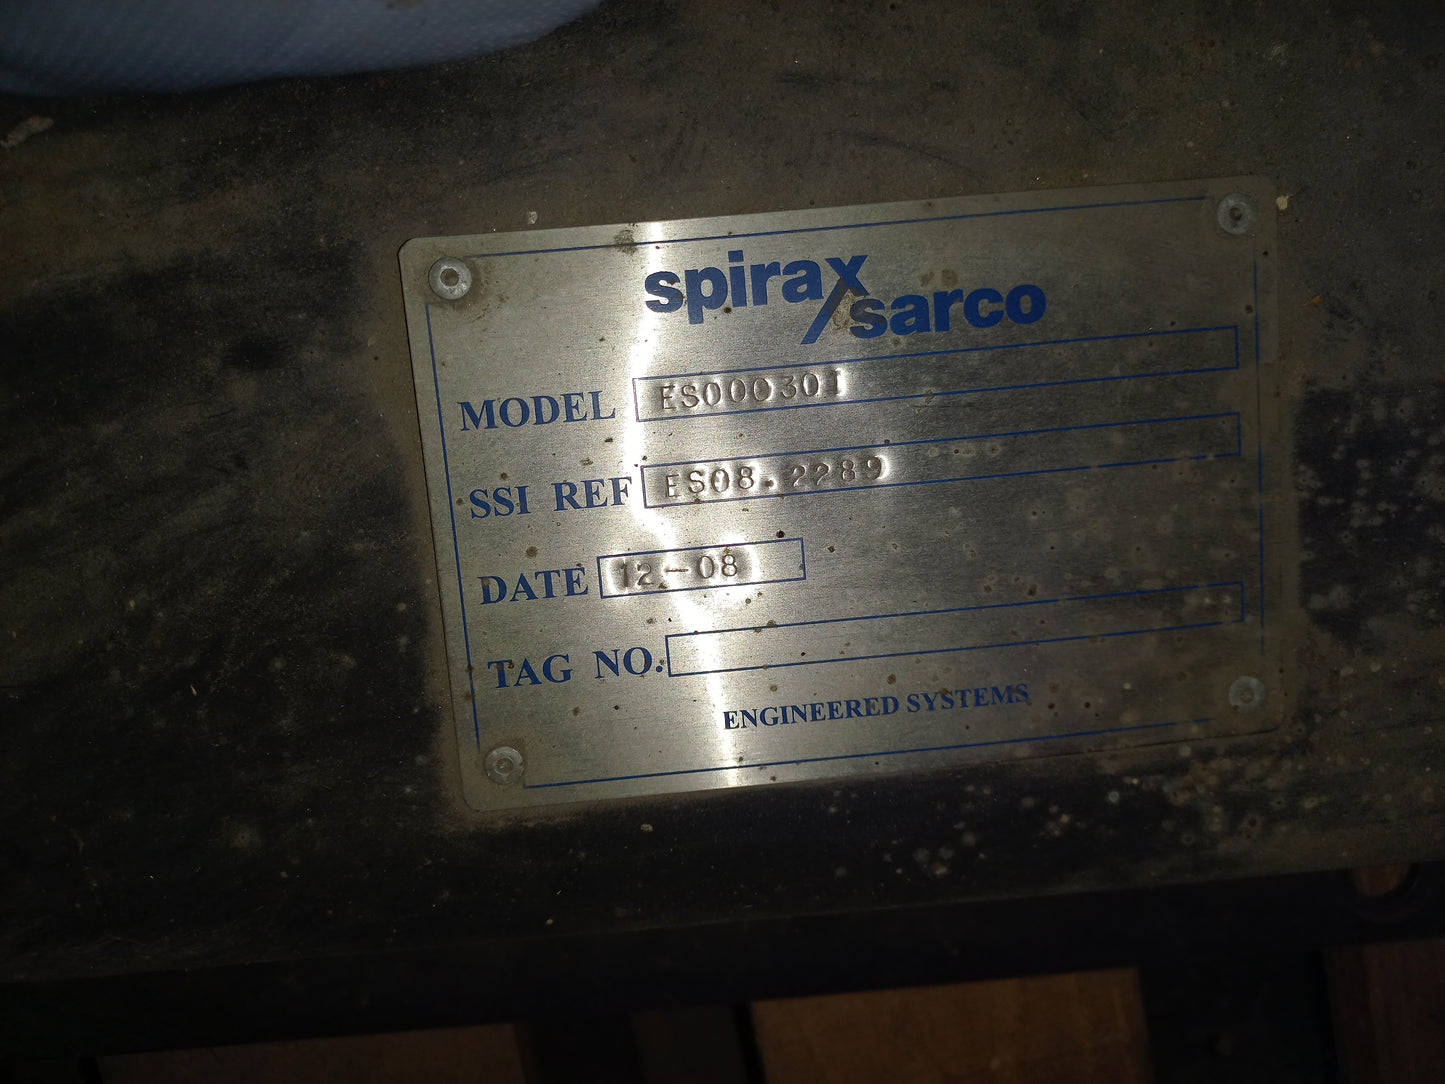 spirax
sarco
MODEL ES000301
SSI REF ES08.2289
DATE 12-08
TAG NO.
ENGINEERED SYSTEMS